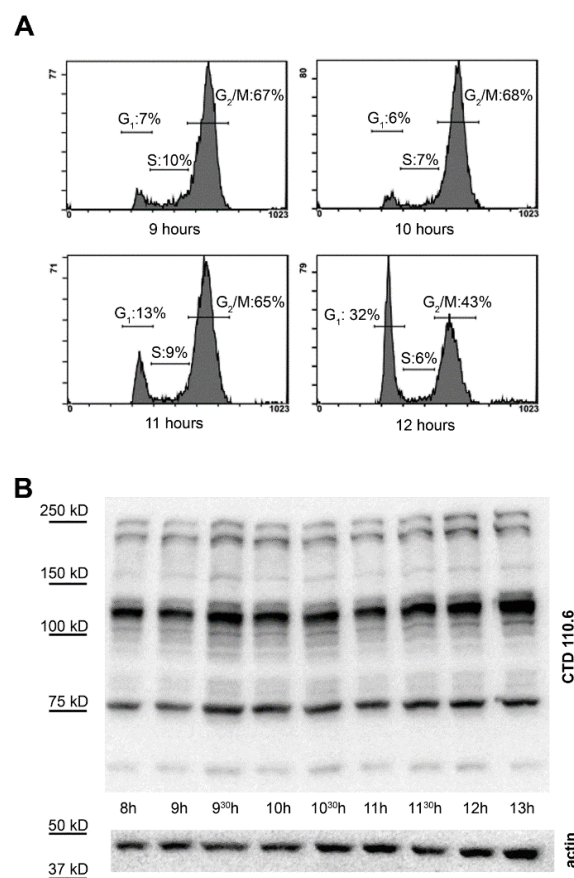 A
77
G₁:7%
S:10%
G₂/M:67%
0
1023
9 hours
80
G₁:6%
S:7%
G₂/M:68%
0
1023
10 hours
71
G₁:13%
S:9%
G₂/M:65%
0
1023
11 hours
79
G₁: 32%
S:6%
G₂/M:43%
0
1023
12 hours
B
250 kD
150 kD
100 kD
75 kD
CTD 110.6
8h 9h 9³⁰h 10h 10³⁰h 11h 11³⁰h 12h 13h
50 kD
37 kD
actin